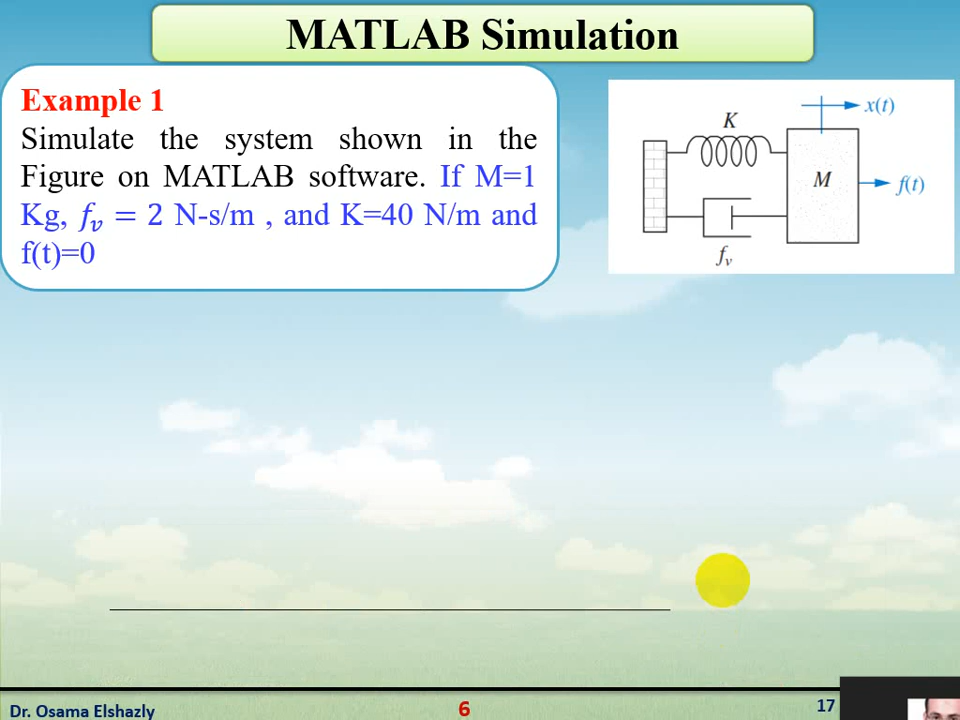 MATLAB Simulation
Example 1
Simulate the system shown in the
Figure on MATLAB software. If M=1
Kg, 𝑓𝑣 = 2 N-s/m , and K=40 N/m and
f(t)=0
x(t)
K
M
f(t)
fv
Dr. Osama Elshazly
6
17